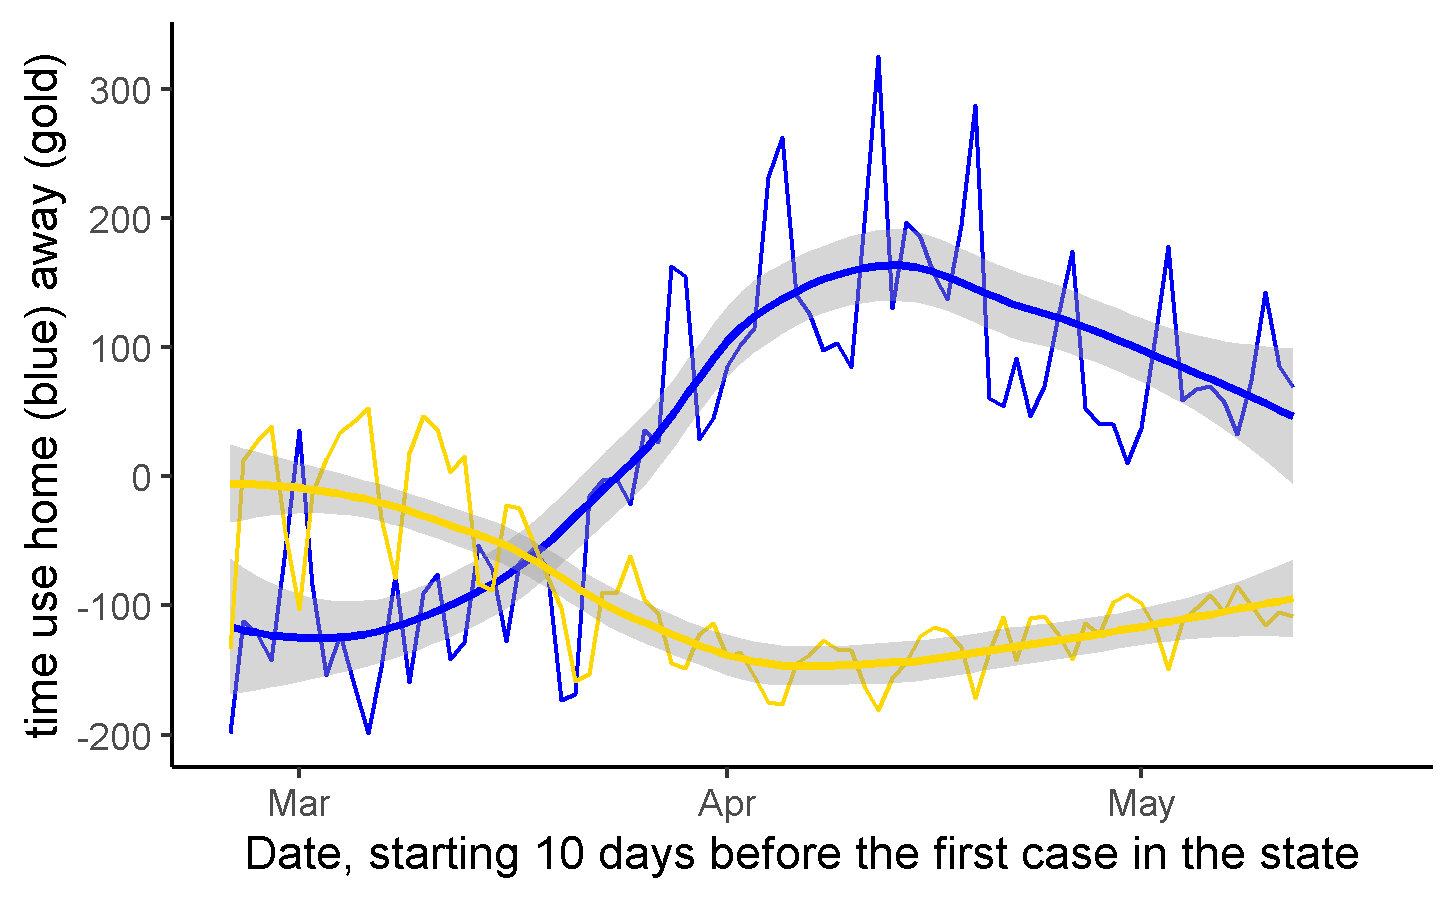 time use home (blue) away (gold)
300
200
100
0
-100
-200
Mar Apr May
Date, starting 10 days before the first case in the state